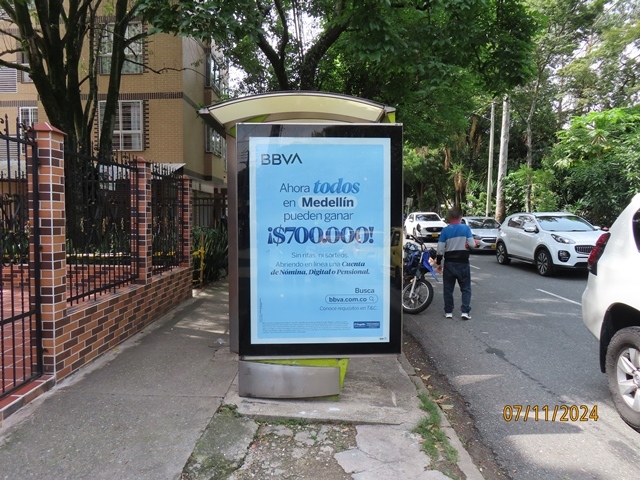 BBVA
Ahora todos
en Medellín
pueden ganar
¡$700.000!
Sin rifas, ni sorteos.
Abriendo en línea una Cuenta
de Nómina, Digital o Pensional.
Busca
bbva.com.co
07/11/2024